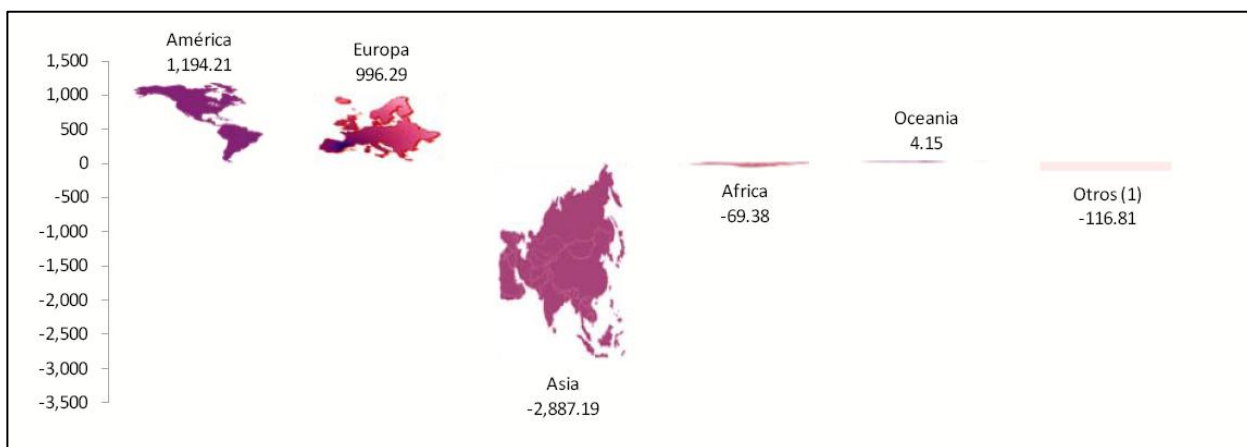 América
1,194.21
Europa
996.29
1,500
1,000
500
0
-500
-1,000
-1,500
-2,000
-2,500
-3,000
-3,500
Asia
-2,887.19
Africa
-69.38
Oceania
4.15
Otros (1)
-116.81